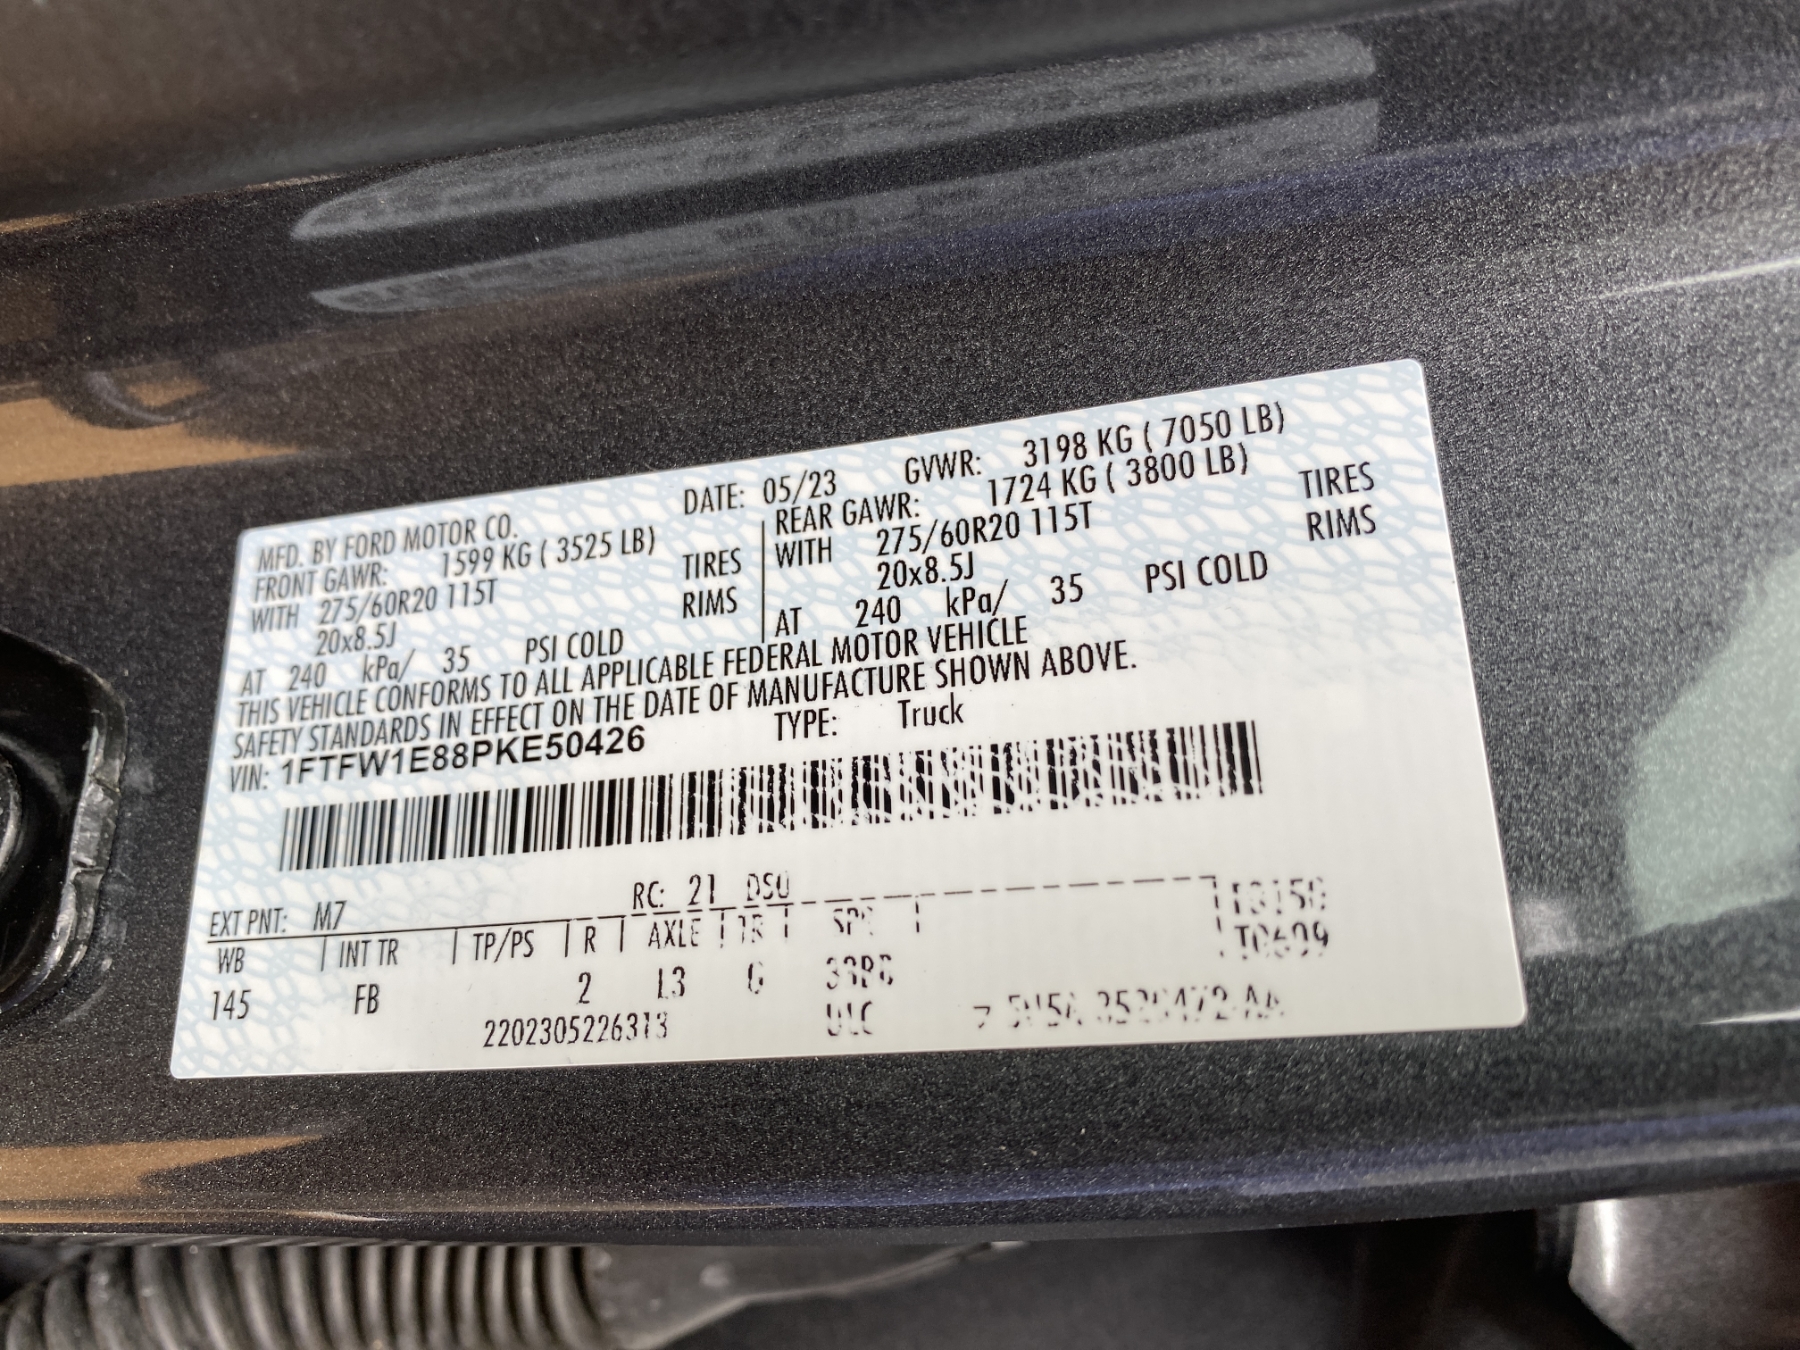 MFD. BY FORD MOTOR CO. DATE: 05/23 GVWR: 3198 KG ( 7050 LB)
FRONT GAWR: 1599 KG ( 3525 LB)
WITH 275/60R20 115T TIRES
20x8.5J RIMS
AT 240 kPa/ 35 PSI COLD
REAR GAWR: 1724 KG ( 3800 LB)
WITH 275/60R20 115T TIRES
20x8.5J RIMS
AT 240 kPa/ 35 PSI COLD
THIS VEHICLE CONFORMS TO ALL APPLICABLE FEDERAL MOTOR VEHICLE
SAFETY STANDARDS IN EFFECT ON THE DATE OF MANUFACTURE SHOWN ABOVE.
VIN: 1FTFW1E88PKE50426 TYPE: Truck
EXT PNT: M7 RC: 21 DSO
WB INT TR TP/PS R AXLE TR
145 FB 2 L3 G
2202305226313 ULC